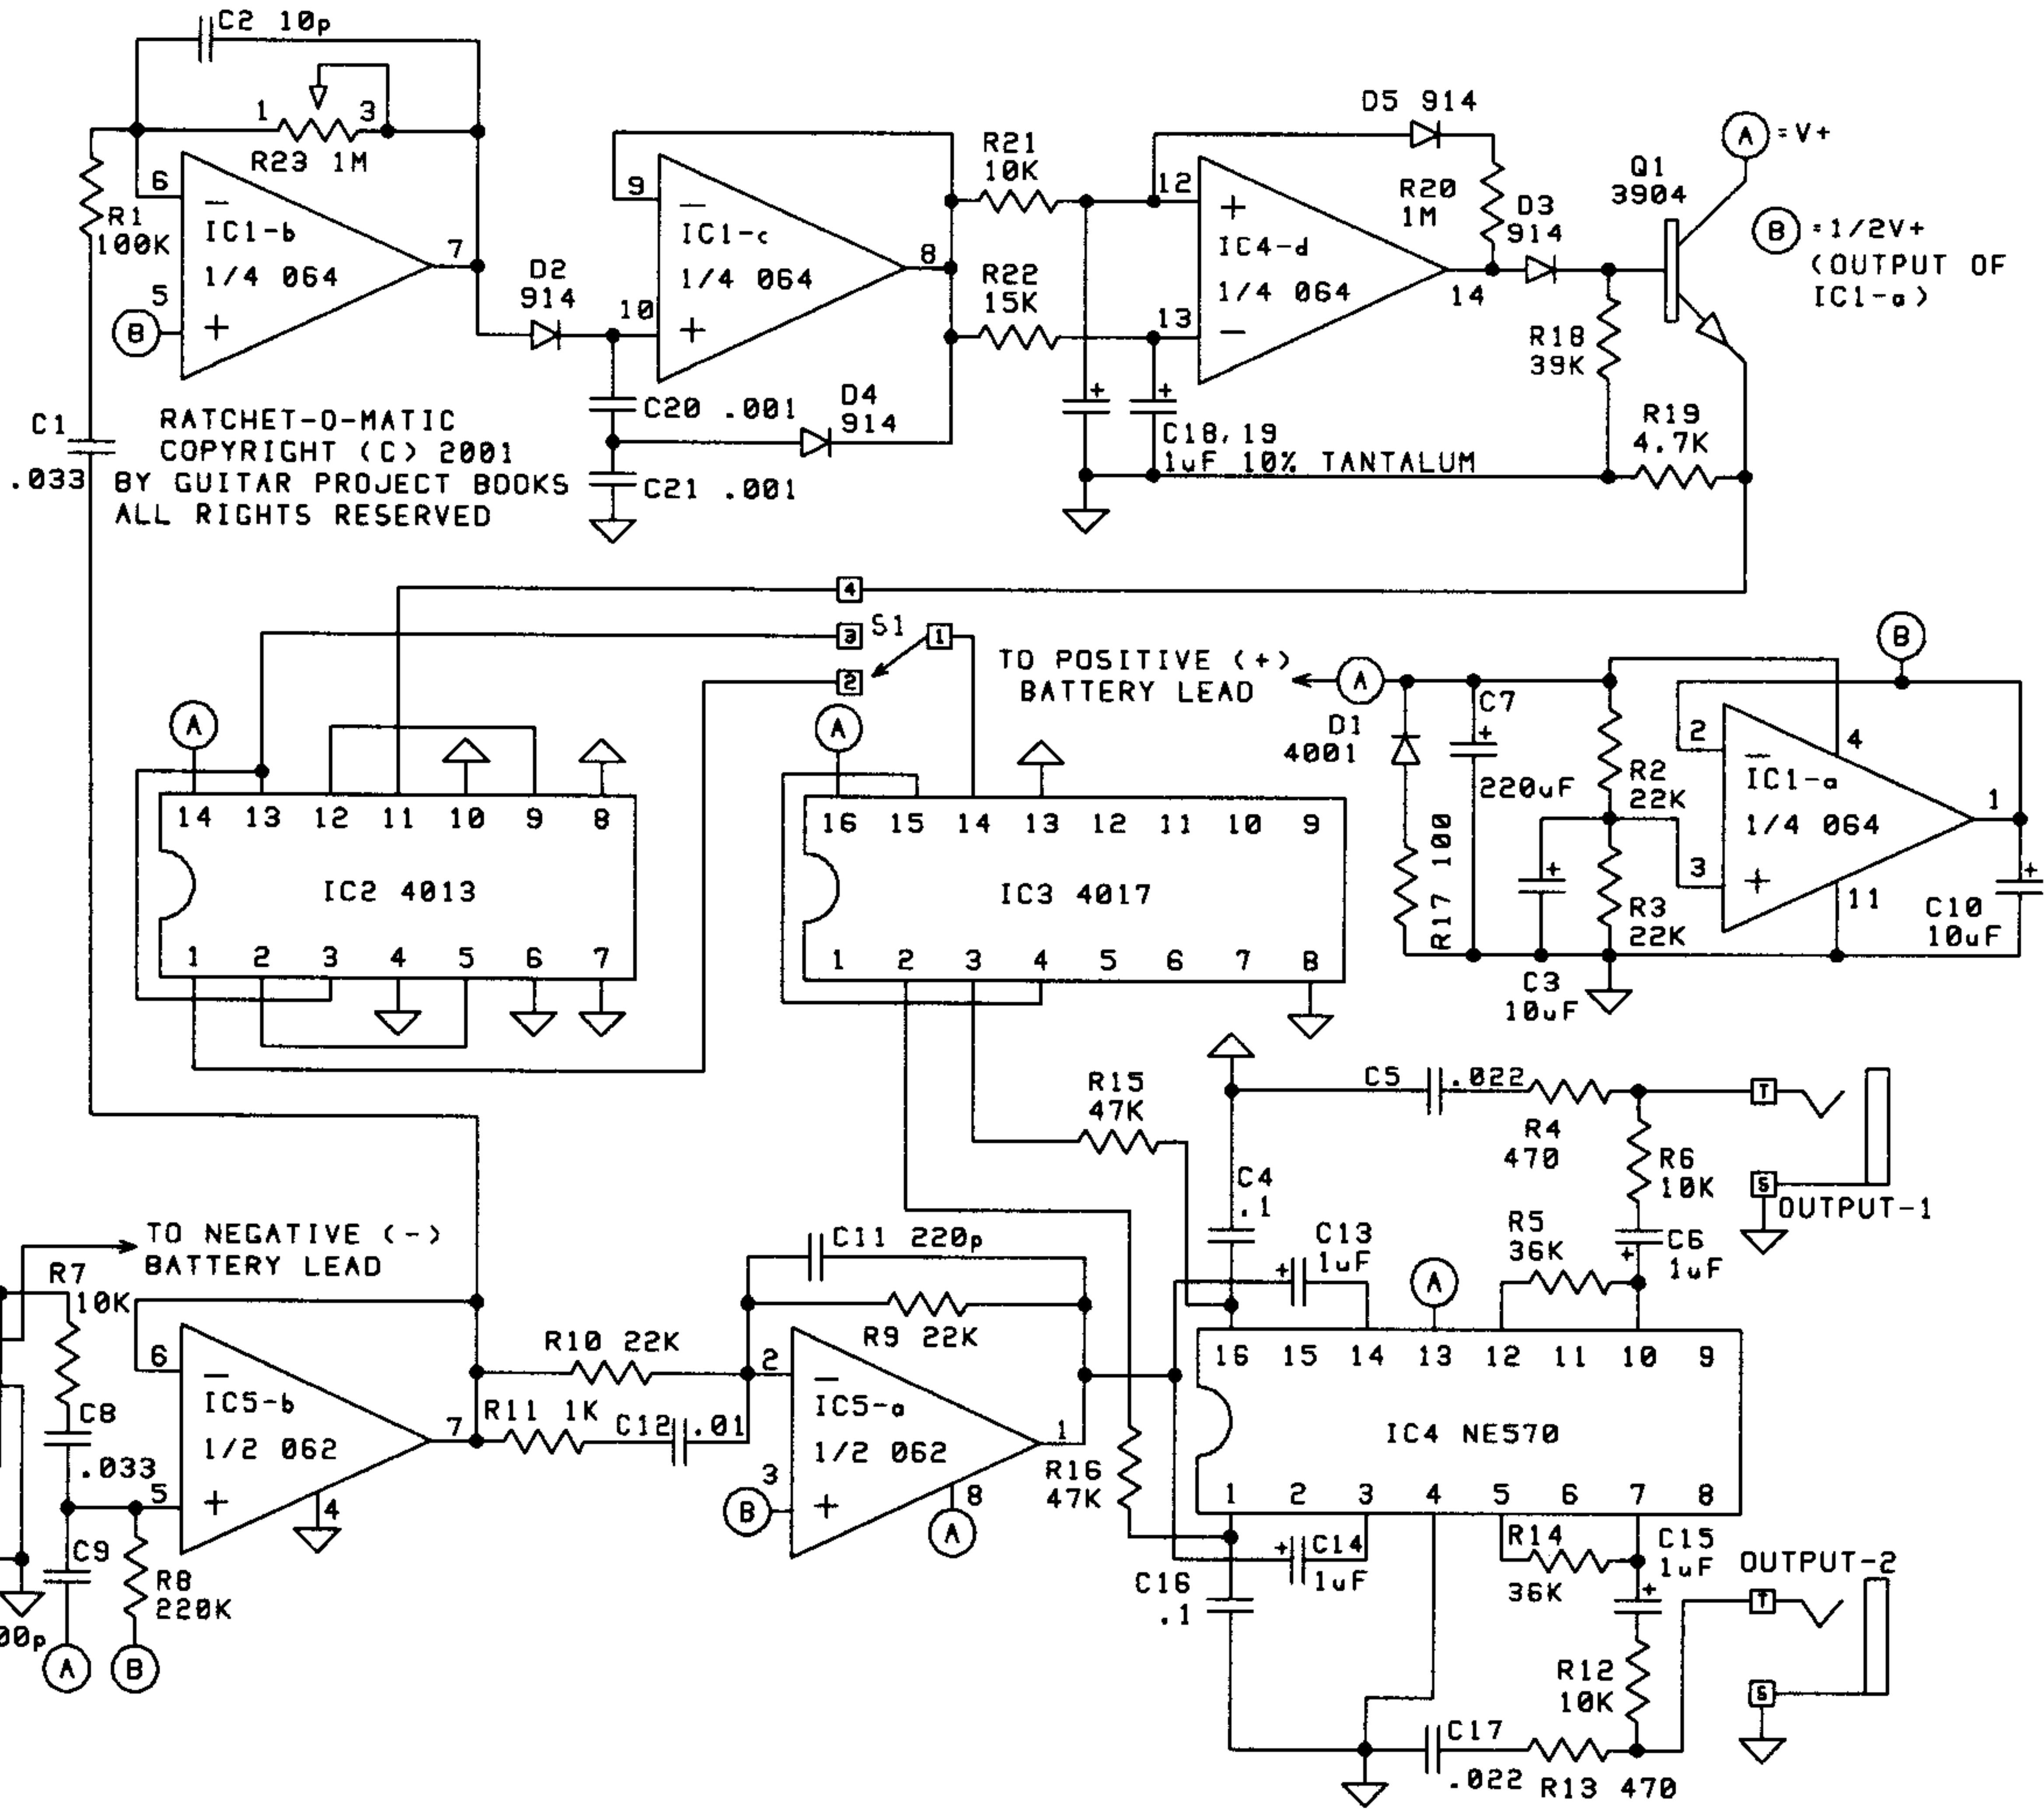 C2 10p
1
3
R23 1M
R1
100K
6
IC1-b
1/4 064
7
5
B
+
D2
914
9
IC1-c
1/4 064
8
10
+
R21
10K
R22
15K
D5 914
12
+
IC4-d
1/4 064
14
13
R20
1M
D3
914
Q1
3904
A =V+
B =1/2V+
(OUTPUT OF
IC1-a)
R18
39K
R19
4.7K
C1
.033
RATCHET-O-MATIC
COPYRIGHT (C) 2001
BY GUITAR PROJECT BOOKS
ALL RIGHTS RESERVED
C20 .001
D4
914
C21 .001
+
+
C18,19
1uF 10% TANTALUM
4
3
S1
1
2
A
14 13 12 11 10 9 8
IC2 4013
1 2 3 4 5 6 7
A
16 15 14 13 12 11 10 9
IC3 4017
1 2 3 4 5 6 7 8
TO POSITIVE (+)
BATTERY LEAD
A
D1
4001
C7
+
220uF
R17 100
R2
22K
R3
22K
+
C3
10uF
B
2
4
IC1-a
1/4 064
1
3
+
11
+
C10
10uF
TO NEGATIVE (-)
BATTERY LEAD
R7
10K
C8
.033
C9
00p
A
B
R8
220K
6
IC5-b
1/2 062
7
5
+
4
R10 22K
R11 1K
C12 .01
C11 220p
R9 22K
2
IC5-a
1/2 062
1
3
B
+
8
A
R15
47K
R16
47K
C4
.1
C13
+
1uF
C5 .022
R4
470
R6
10K
R5
36K
C6
+
1uF
T
S
OUTPUT-1
A
16 15 14 13 12 11 10 9
IC4 NE570
1 2 3 4 5 6 7 8
C14
+
1uF
C16
.1
R14
36K
C15
1uF
+
R12
10K
OUTPUT-2
T
S
C17
.022
R13 470